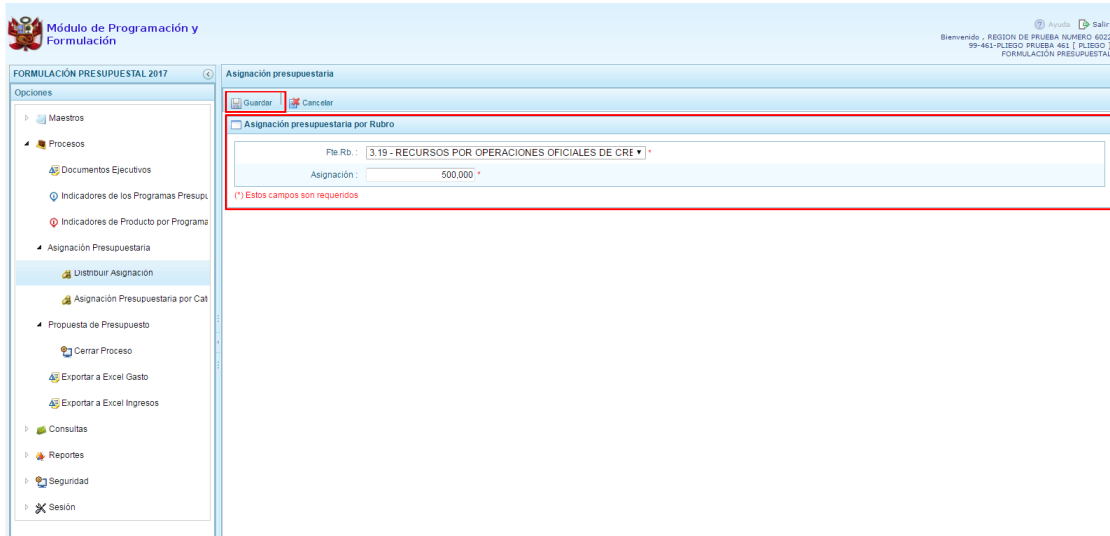 Módulo de Programación y
Formulación
Ayuda Salir
Bienvenido , REGION DE PRUEBA NUMERO 6022
99-461-PLIEGO PRUEBA 461 [ PLIEGO ]
FORMULACIÓN PRESUPUESTAL
FORMULACIÓN PRESUPUESTAL 2017
Asignación presupuestaria
Opciones
Guardar Cancelar
Maestros
Asignación presupuestaria por Rubro
Procesos
Fte.Rb. : 3.19 - RECURSOS POR OPERACIONES OFICIALES DE CRE *
Documentos Ejecutivos
Asignación : 500,000 *
Indicadores de los Programas Presupu
(*) Estos campos son requeridos
Indicadores de Producto por Programa
Asignación Presupuestaria
Distribuir Asignación
Asignación Presupuestaria por Cat
Propuesta de Presupuesto
Cerrar Proceso
Exportar a Excel Gasto
Exportar a Excel Ingresos
Consultas
Reportes
Seguridad
Sesión